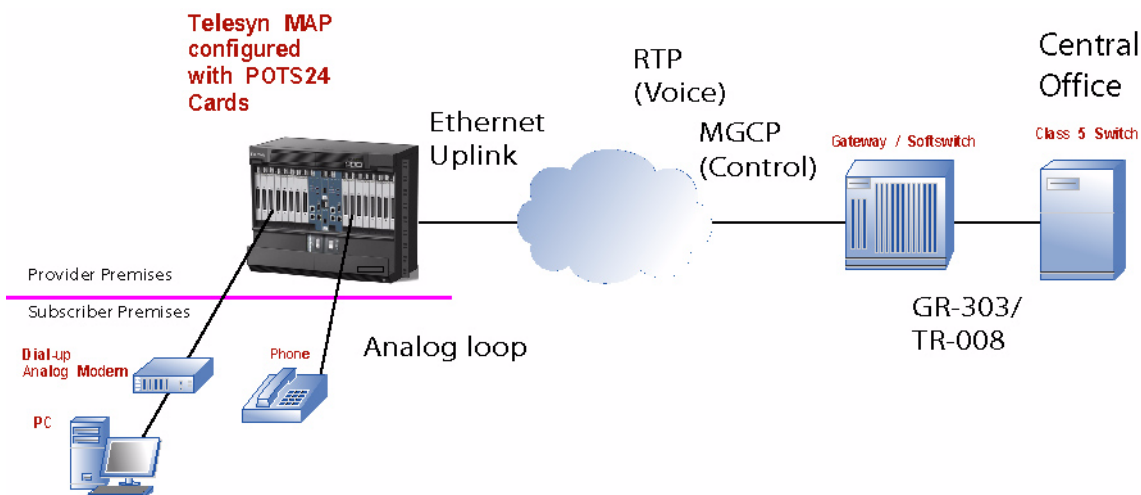 Telesyn MAP
configured
with POTS24
Cards
Ethernet
Uplink
RTP
(Voice)
MGCP
(Control)
Central
Office
Gateway / Softswitch
Class 5 Switch
Provider Premises
Subscriber Premises
GR-303/
TR-008
Analog loop
Dial-up
Analog Modem
Phone
PC